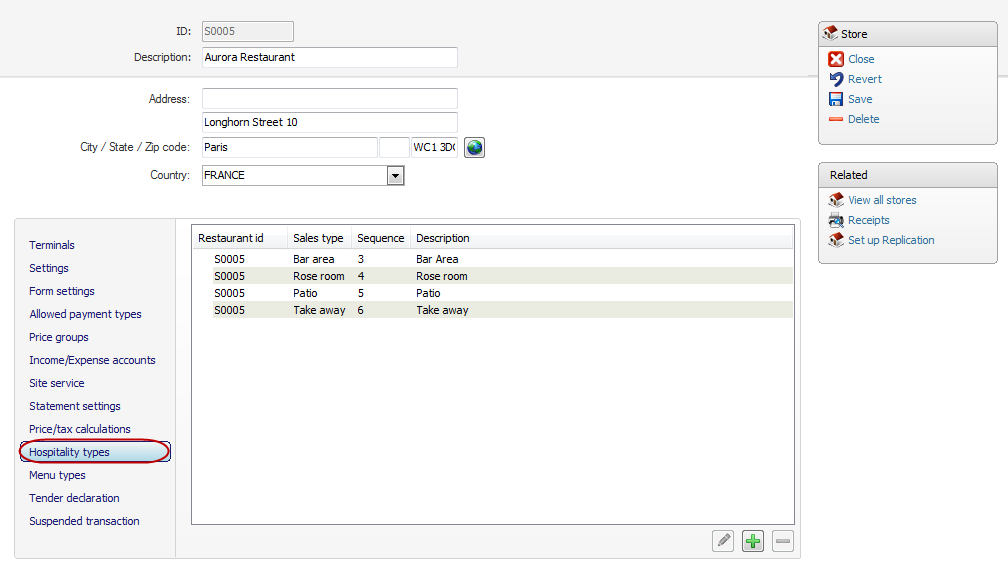 ID: S0005
Description: Aurora Restaurant
Address:
Longhorn Street 10
City / State / Zip code: Paris WC1 3D
Country: FRANCE
Terminals
Settings
Form settings
Allowed payment types
Price groups
Income/Expense accounts
Site service
Statement settings
Price/tax calculations
Hospitality types
Menu types
Tender declaration
Suspended transaction
Restaurant id Sales type Sequence Description
S0005 Bar area 3 Bar Area
S0005 Rose room 4 Rose room
S0005 Patio 5 Patio
S0005 Take away 6 Take away
Store
Close
Revert
Save
Delete
Related
View all stores
Receipts
Set up Replication